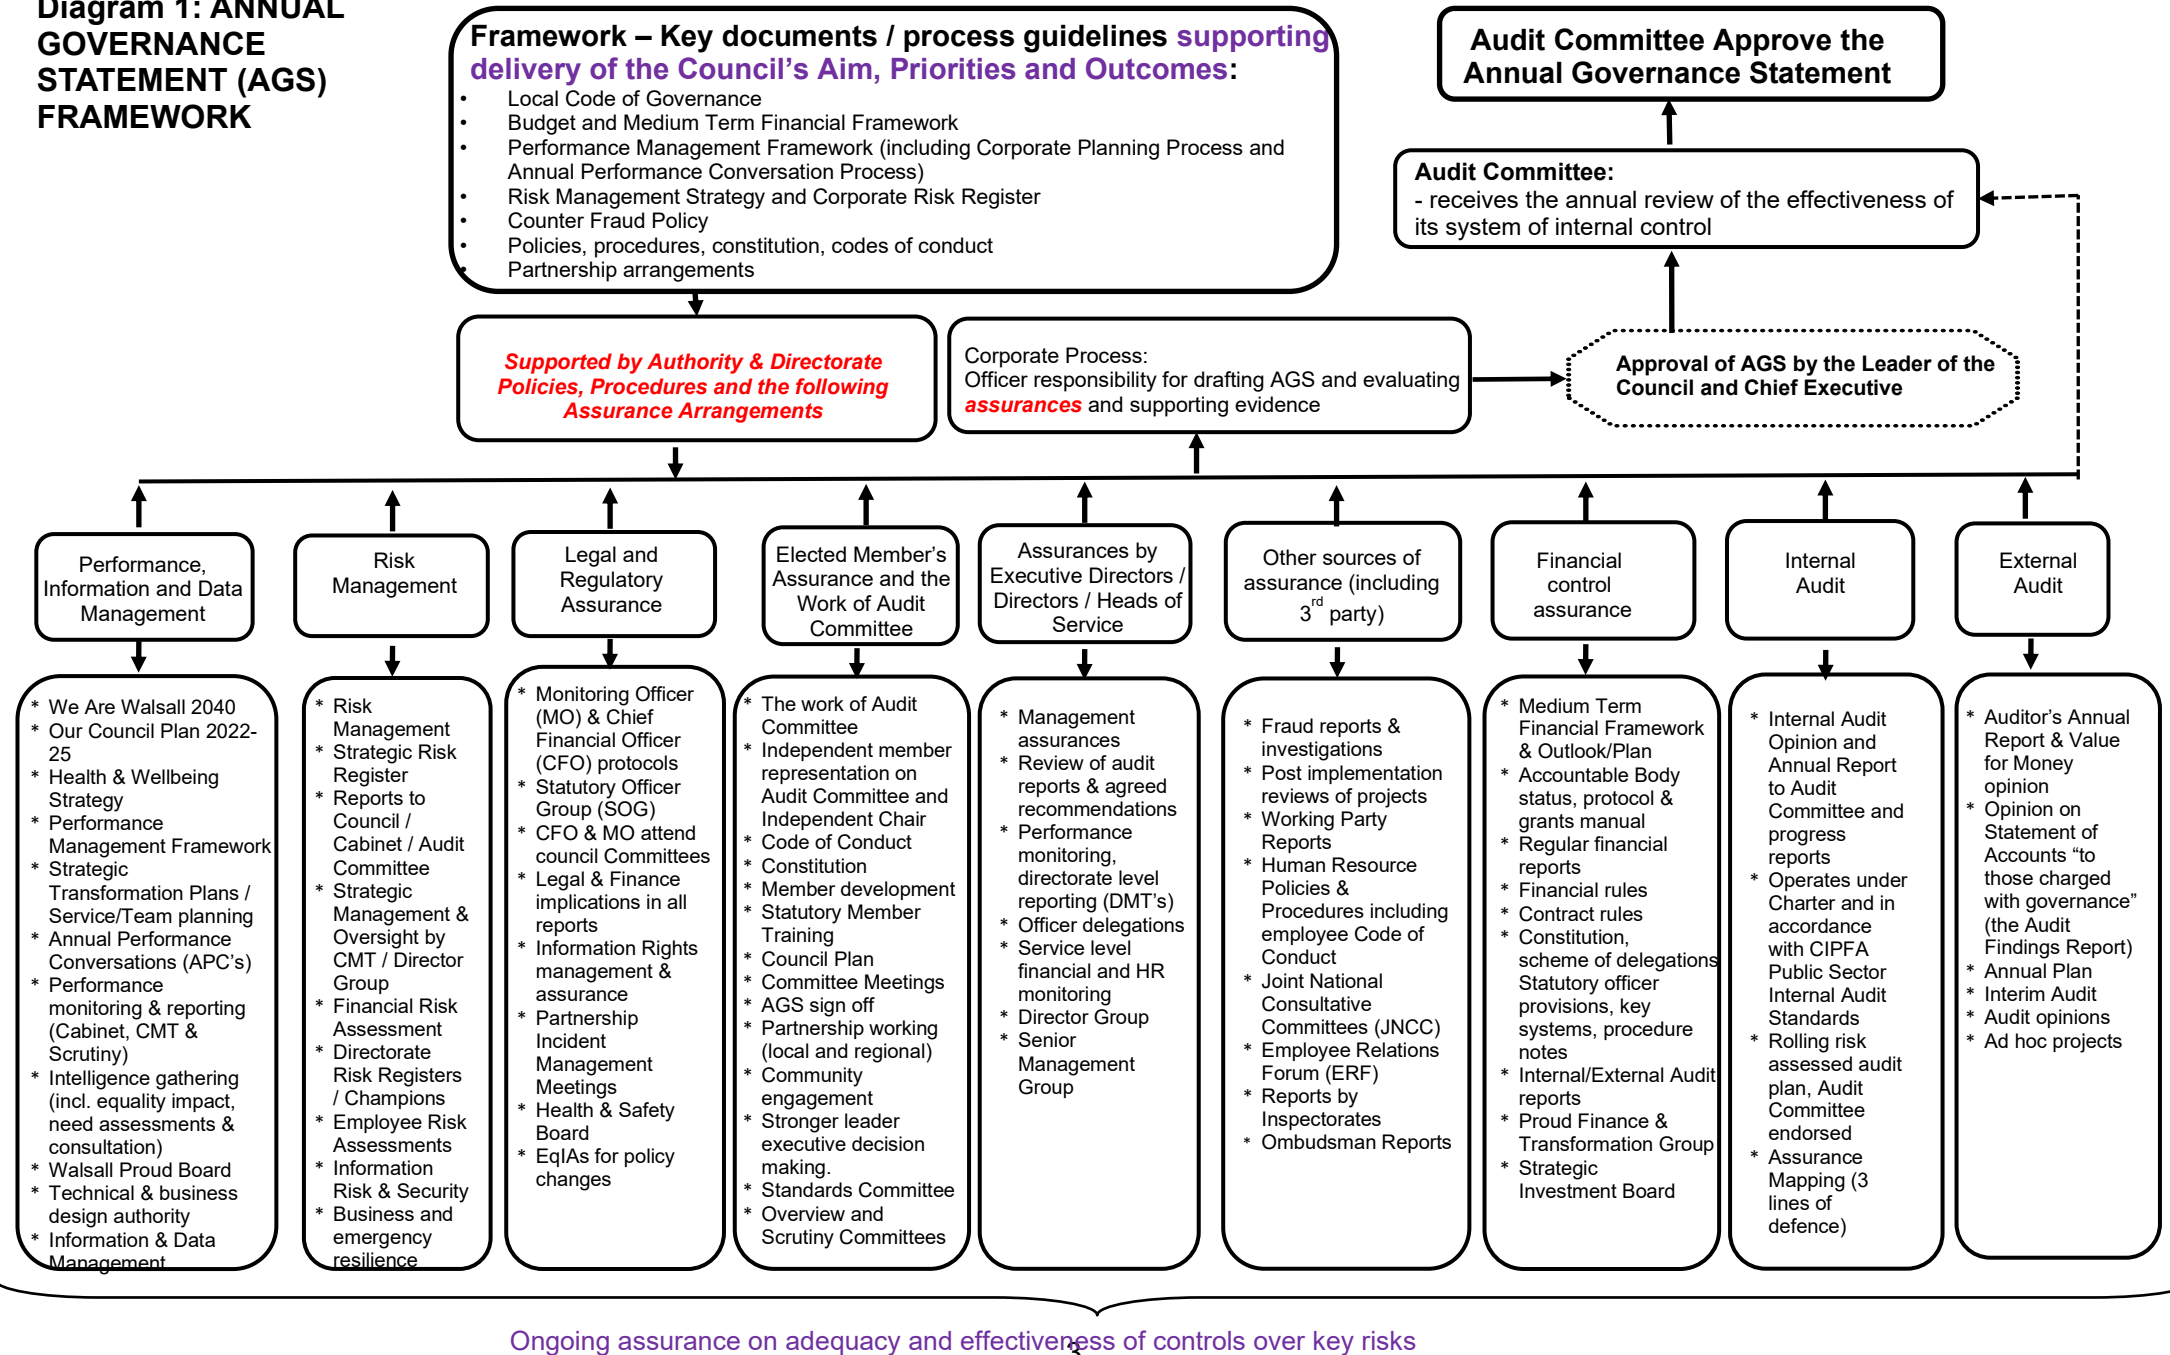 Diagram 1: ANNUAL
GOVERNANCE
STATEMENT (AGS)
FRAMEWORK
Framework – Key documents / process guidelines supporting
delivery of the Council’s Aim, Priorities and Outcomes:
• Local Code of Governance
• Budget and Medium Term Financial Framework
• Performance Management Framework (including Corporate Planning Process and
Annual Performance Conversation Process)
• Risk Management Strategy and Corporate Risk Register
• Counter Fraud Policy
• Policies, procedures, constitution, codes of conduct
• Partnership arrangements
Audit Committee Approve the
Annual Governance Statement
Audit Committee:
- receives the annual review of the effectiveness of
its system of internal control
Supported by Authority & Directorate
Policies, Procedures and the following
Assurance Arrangements
Corporate Process:
Officer responsibility for drafting AGS and evaluating
assurances and supporting evidence
Approval of AGS by the Leader of the
Council and Chief Executive
Performance,
Information and Data
Management
Risk
Management
Legal and
Regulatory
Assurance
Elected Member’s
Assurance and the
Work of Audit
Committee
Assurances by
Executive Directors /
Directors / Heads of
Service
Other sources of
assurance (including
3rd party)
Financial
control
assurance
Internal
Audit
External
Audit
* We Are Walsall 2040
* Our Council Plan 2022-
25
* Health & Wellbeing
Strategy
* Performance
Management Framework
* Strategic
Transformation Plans /
Service/Team planning
* Annual Performance
Conversations (APC’s)
* Performance
monitoring & reporting
(Cabinet, CMT &
Scrutiny)
* Intelligence gathering
(incl. equality impact,
need assessments &
consultation)
* Walsall Proud Board
* Technical & business
design authority
* Information & Data
Management
* Risk
Management
* Strategic Risk
Register
* Reports to
Council /
Cabinet / Audit
Committee
* Strategic
Management &
Oversight by
CMT / Director
Group
* Financial Risk
Assessment
* Directorate
Risk Registers
/ Champions
* Employee Risk
Assessments
* Information
Risk & Security
* Business and
emergency
resilience
* Monitoring Officer
(MO) & Chief
Financial Officer
(CFO) protocols
* Statutory Officer
Group (SOG)
* CFO & MO attend
council Committees
* Legal & Finance
implications in all
reports
* Information Rights
management &
assurance
* Partnership
Incident
Management
Meetings
* Health & Safety
Board
* EqIAs for policy
changes
* The work of Audit
Committee
* Independent member
representation on
Audit Committee and
Independent Chair
* Code of Conduct
* Constitution
* Member development
* Statutory Member
Training
* Council Plan
* Committee Meetings
* AGS sign off
* Partnership working
(local and regional)
* Community
engagement
* Stronger leader
executive decision
making.
* Standards Committee
* Overview and
Scrutiny Committees
* Management
assurances
* Review of audit
reports & agreed
recommendations
* Performance
monitoring,
directorate level
reporting (DMT’s)
* Officer delegations
* Service level
financial and HR
monitoring
* Director Group
* Senior
Management
Group
* Fraud reports &
investigations
* Post implementation
reviews of projects
* Working Party
Reports
* Human Resource
Policies &
Procedures including
employee Code of
Conduct
* Joint National
Consultative
Committees (JNCC)
* Employee Relations
Forum (ERF)
* Reports by
Inspectorates
* Ombudsman Reports
* Medium Term
Financial Framework
& Outlook/Plan
* Accountable Body
status, protocol &
grants manual
* Regular financial
reports
* Financial rules
* Contract rules
* Constitution,
scheme of delegations
Statutory officer
provisions, key
systems, procedure
notes
* Internal/External Audit
reports
* Proud Finance &
Transformation Group
* Strategic
Investment Board
* Internal Audit
Opinion and
Annual Report
to Audit
Committee and
progress
reports
* Operates under
Charter and in
accordance
with CIPFA
Public Sector
Internal Audit
Standards
* Rolling risk
assessed audit
plan, Audit
Committee
endorsed
* Assurance
Mapping (3
lines of
defence)
* Auditor’s Annual
Report & Value
for Money
opinion
* Opinion on
Statement of
Accounts “to
those charged
with governance”
(the Audit
Findings Report)
* Annual Plan
* Interim Audit
* Audit opinions
* Ad hoc projects
Ongoing assurance on adequacy and effectiveness of controls over key risks
3